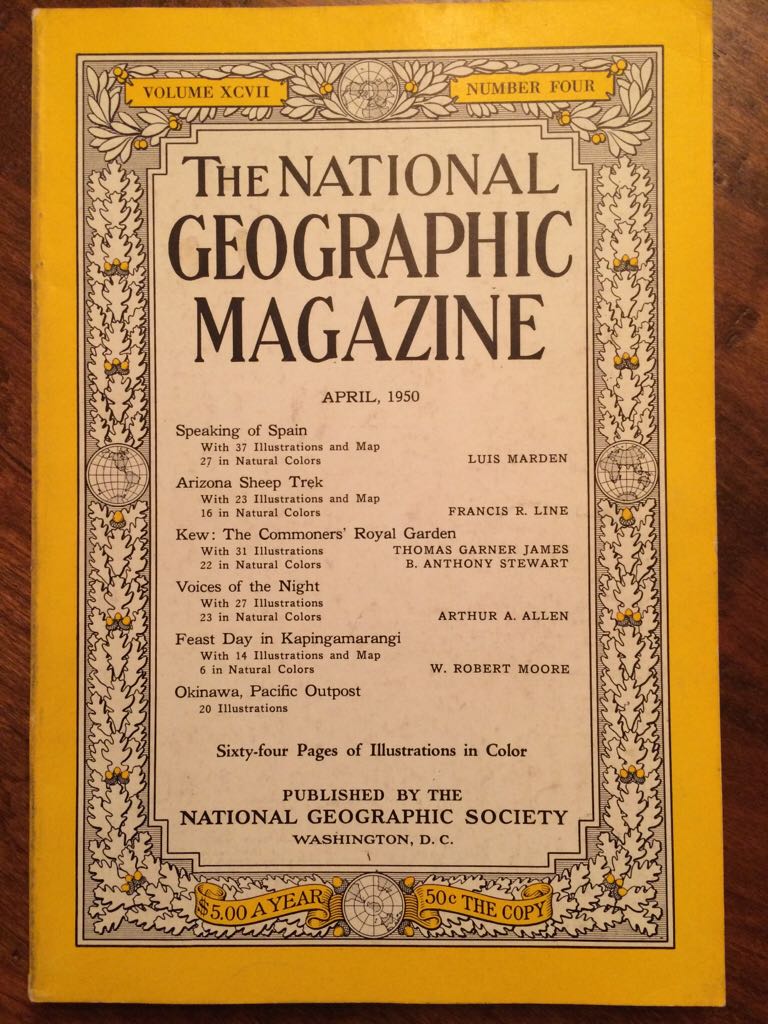 VOLUME XCVII
NUMBER FOUR
THE NATIONAL
GEOGRAPHIC
MAGAZINE
APRIL, 1950
Speaking of Spain
With 37 Illustrations and Map
27 in Natural Colors LUIS MARDEN
Arizona Sheep Trek
With 23 Illustrations and Map
16 in Natural Colors FRANCIS R. LINE
Kew: The Commoners' Royal Garden
With 31 Illustrations THOMAS GARNER JAMES
22 in Natural Colors B. ANTHONY STEWART
Voices of the Night
With 27 Illustrations
23 in Natural Colors ARTHUR A. ALLEN
Feast Day in Kapingamarangi
With 14 Illustrations and Map
6 in Natural Colors W. ROBERT MOORE
Okinawa, Pacific Outpost
20 Illustrations
Sixty-four Pages of Illustrations in Color
PUBLISHED BY THE
NATIONAL GEOGRAPHIC SOCIETY
WASHINGTON, D. C.
$5.00 A YEAR
50c THE COPY